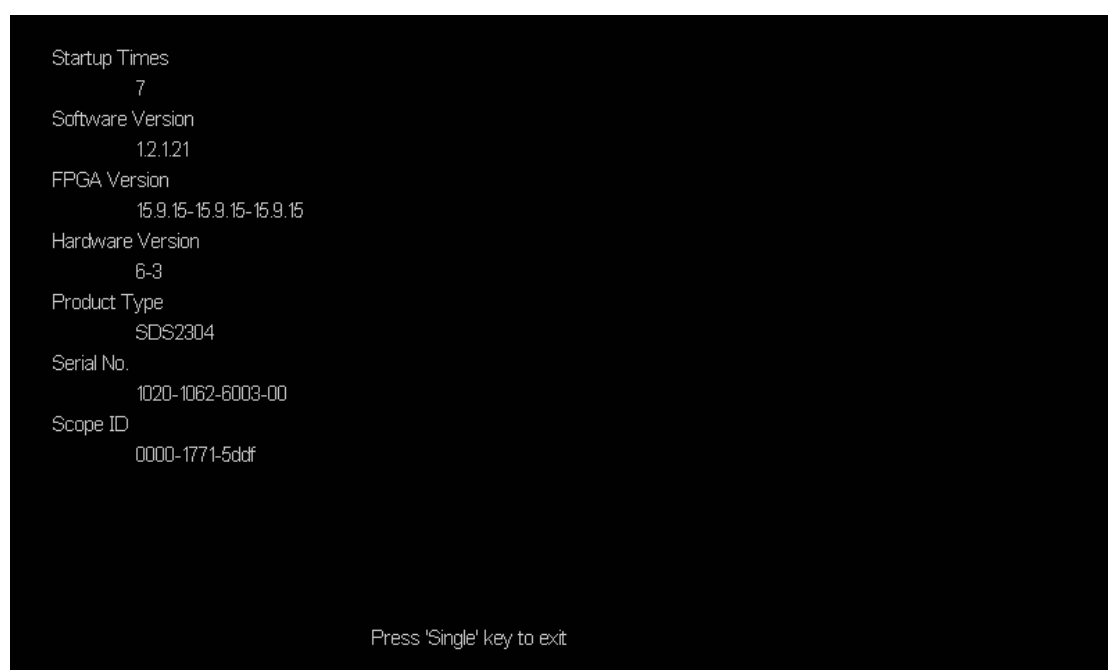 Startup Times
7
Software Version
1.2.1.21
FPGA Version
15.9.15-15.9.15-15.9.15
Hardware Version
6-3
Product Type
SDS2304
Serial No.
1020-1062-6003-00
Scope ID
0000-1771-5ddf
Press 'Single' key to exit